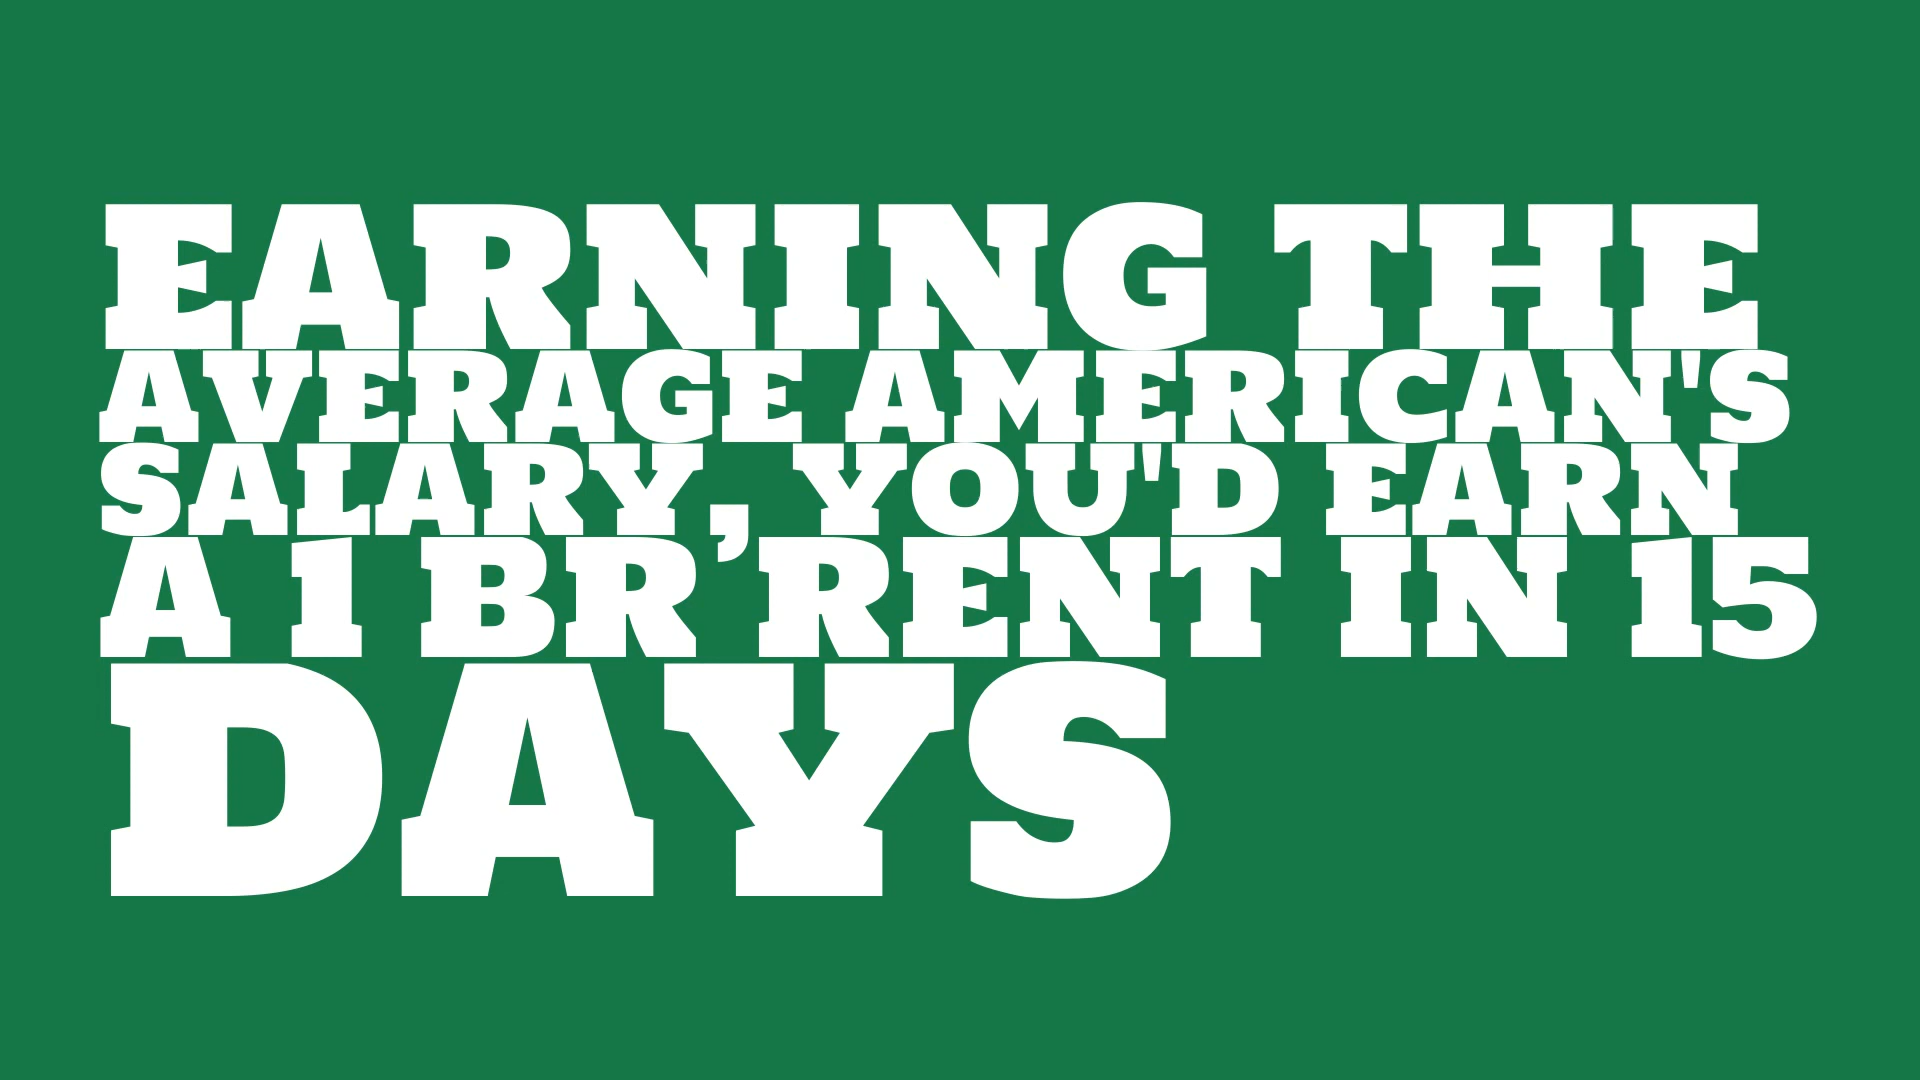 EARNING THE
AVERAGE AMERICAN'S
SALARY, YOU'D EARN
A 1 BR RENT IN 15
DAYS